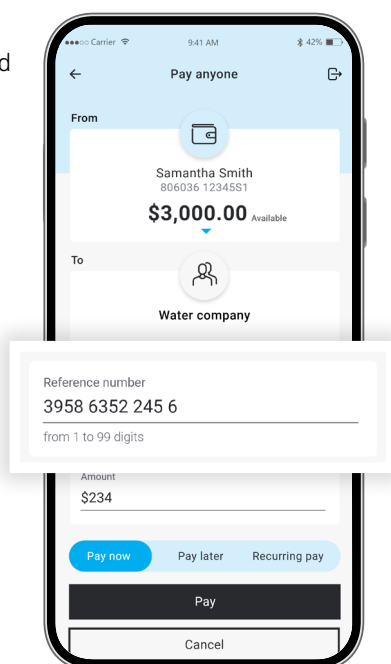 d
Carrier 9:41 AM 42%
Pay anyone
From
Samantha Smith
806036 12345S1
$3,000.00 Available
To
Water company
Reference number
3958 6352 245 6
from 1 to 99 digits
Amount
$234
Pay now Pay later Recurring pay
Pay
Cancel